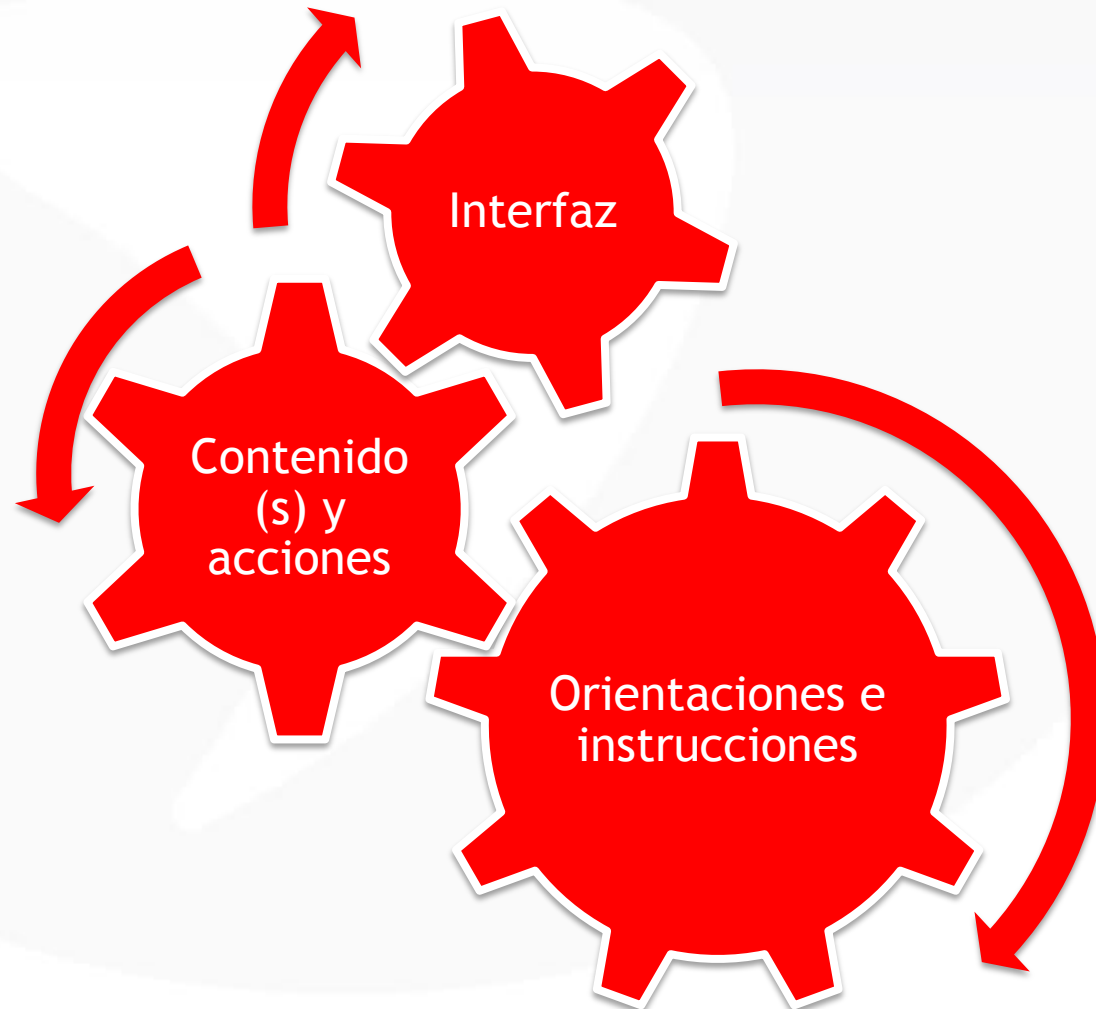 Interfaz
Contenido
(s) y
acciones
Orientaciones e
instrucciones